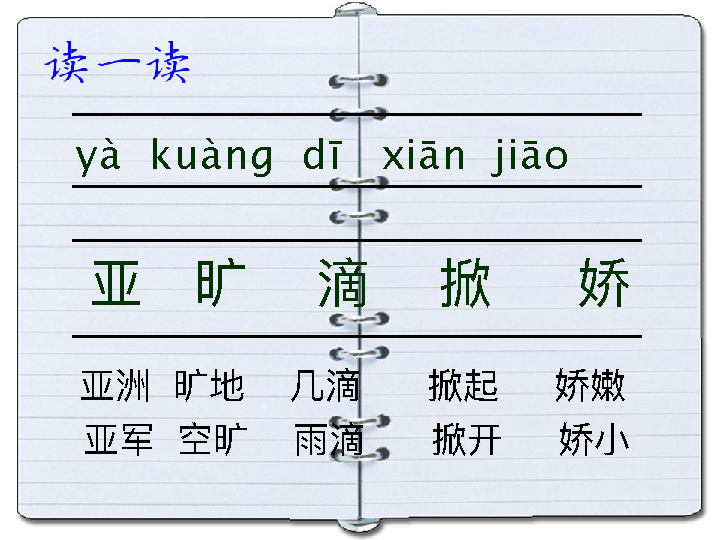 读一读
yà kuàng dī xiān jiāo
亚 旷 滴 掀 娇
亚洲 旷地 几滴 掀起 娇嫩
亚军 空旷 雨滴 掀开 娇小